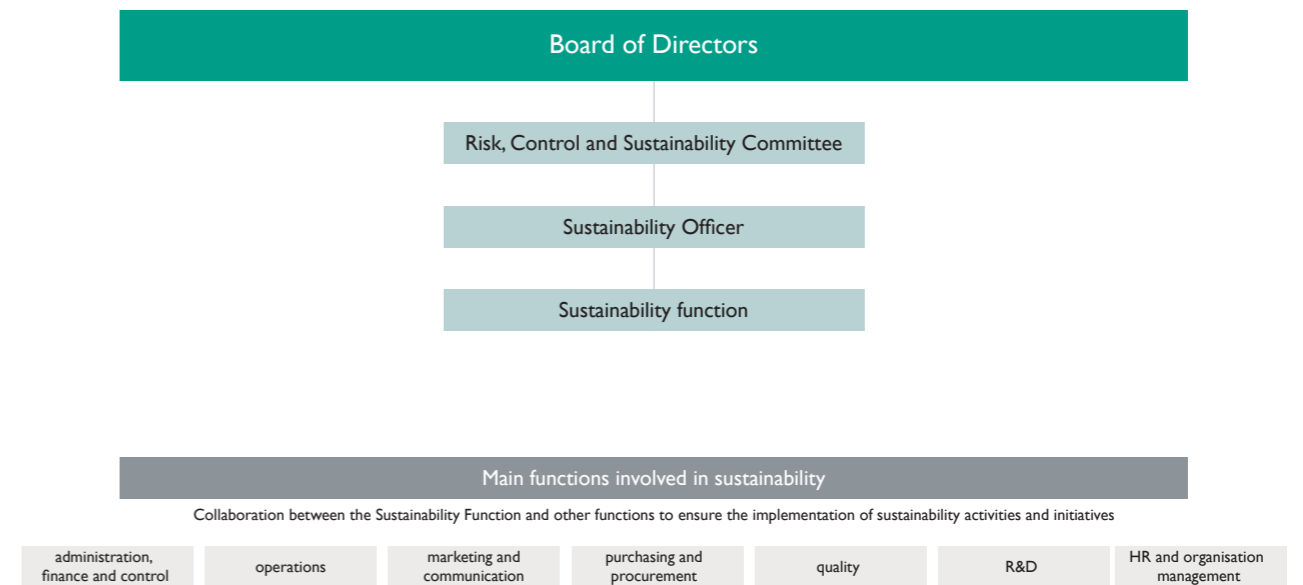 Board of Directors
Risk, Control and Sustainability Committee
Sustainability Officer
Sustainability function
Main functions involved in sustainability
Collaboration between the Sustainability Function and other functions to ensure the implementation of sustainability activities and initiatives
administration,
finance and control
operations
marketing and
communication
purchasing and
procurement
quality
R&D
HR and organisation
management